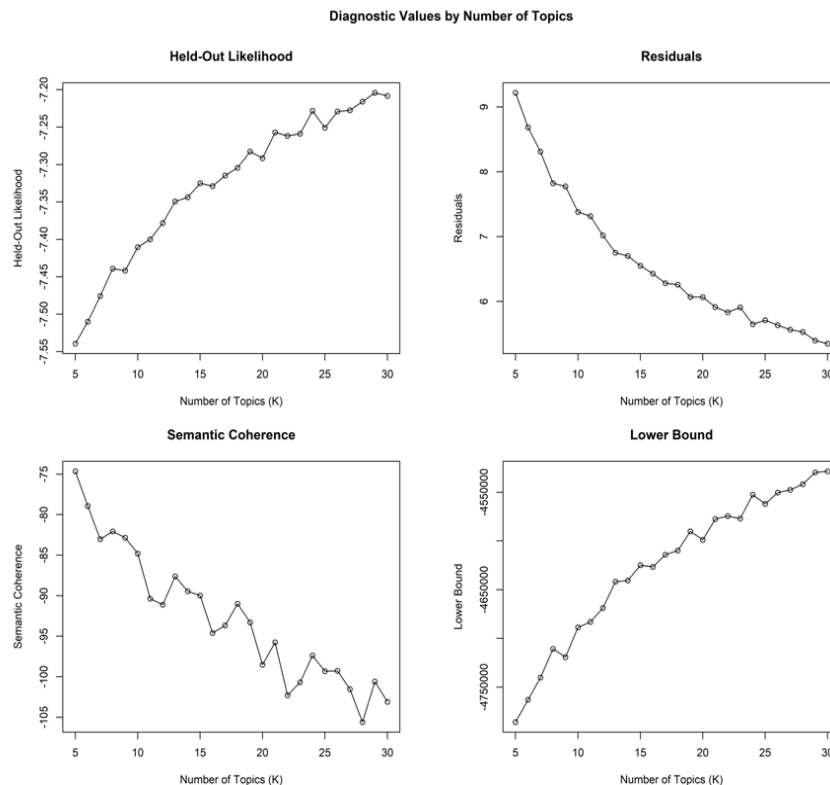 Diagnostic Values by Number of Topics
Held-Out Likelihood
Held-Out Likelihood
-7.20
-7.25
-7.30
-7.35
-7.40
-7.45
-7.50
-7.55
5 10 15 20 25 30
Number of Topics (K)
Residuals
Residuals
9
8
7
6
5 10 15 20 25 30
Number of Topics (K)
Semantic Coherence
Semantic Coherence
-75
-80
-85
-90
-95
-100
-105
5 10 15 20 25 30
Number of Topics (K)
Lower Bound
Lower Bound
-4550000
-4650000
-4750000
5 10 15 20 25 30
Number of Topics (K)